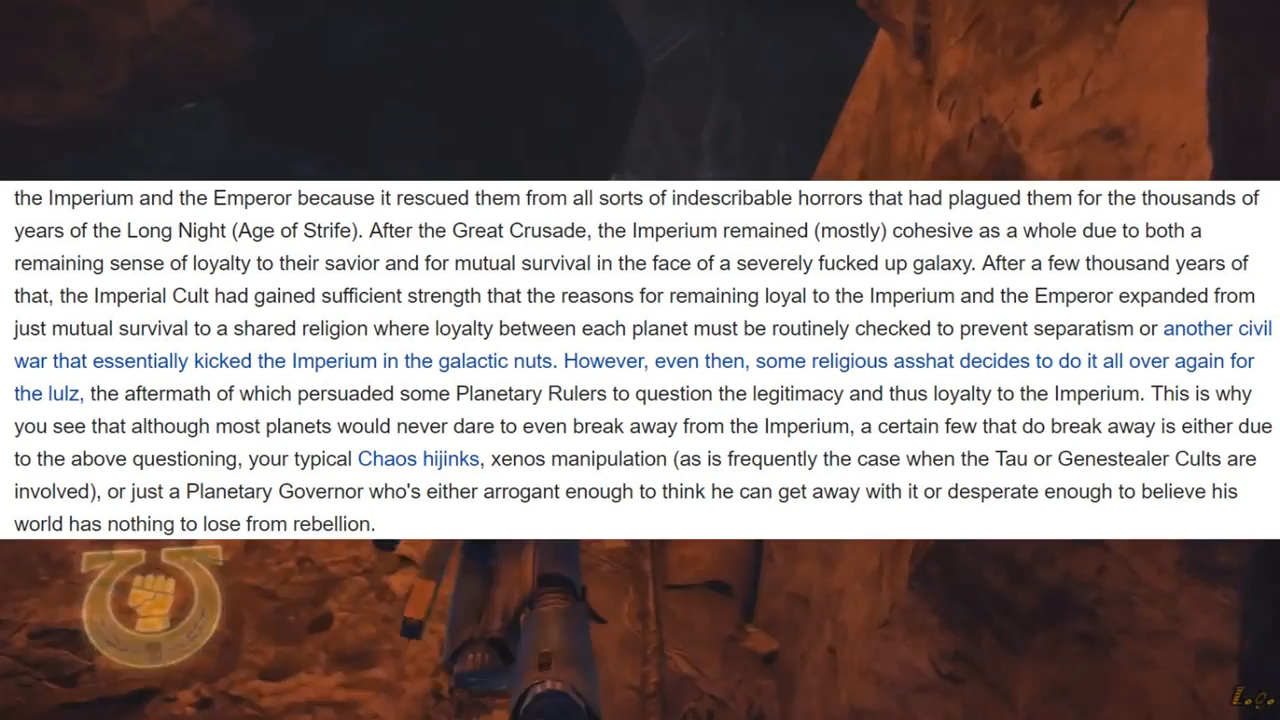 the Imperium and the Emperor because it rescued them from all sorts of indescribable horrors that had plagued them for the thousands of
years of the Long Night (Age of Strife). After the Great Crusade, the Imperium remained (mostly) cohesive as a whole due to both a
remaining sense of loyalty to their savior and for mutual survival in the face of a severely fucked up galaxy. After a few thousand years of
that, the Imperial Cult had gained sufficient strength that the reasons for remaining loyal to the Imperium and the Emperor expanded from
just mutual survival to a shared religion where loyalty between each planet must be routinely checked to prevent separatism or another civil
war that essentially kicked the Imperium in the galactic nuts. However, even then, some religious asshat decides to do it all over again for
the lulz, the aftermath of which persuaded some Planetary Rulers to question the legitimacy and thus loyalty to the Imperium. This is why
you see that although most planets would never dare to even break away from the Imperium, a certain few that do break away is either due
to the above questioning, your typical Chaos hijinks, xenos manipulation (as is frequently the case when the Tau or Genestealer Cults are
involved), or just a Planetary Governor who's either arrogant enough to think he can get away with it or desperate enough to believe his
world has nothing to lose from rebellion.
LoGo